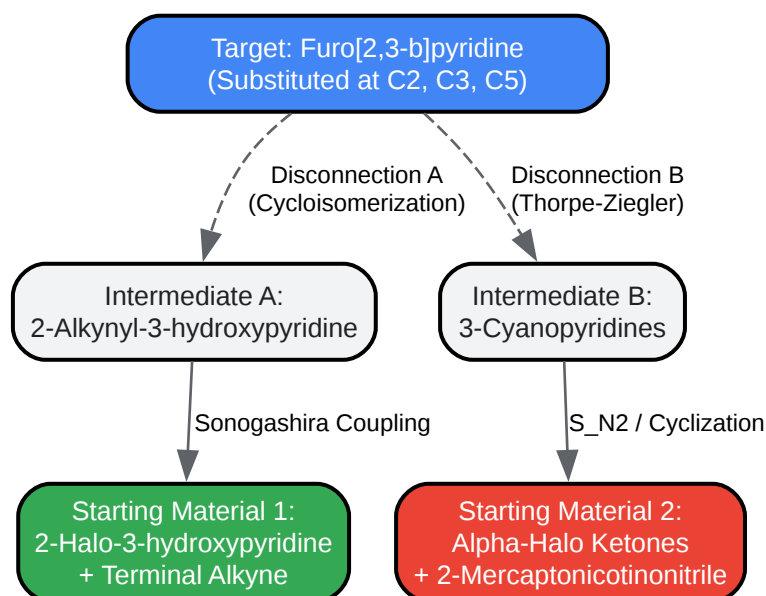 Target: Furo[2,3-b]pyridine
(Substituted at C2, C3, C5)
Disconnection A
(Cycloisomerization)
Disconnection B
(Thorpe-Ziegler)
Intermediate A:
2-Alkynyl-3-hydroxypyridine
Intermediate B:
3-Cyanopyridines
Sonogashira Coupling
S_N2 / Cyclization
Starting Material 1:
2-Halo-3-hydroxypyridine
+ Terminal Alkyne
Starting Material 2:
Alpha-Halo Ketones
+ 2-Mercaptonicotinonitrile